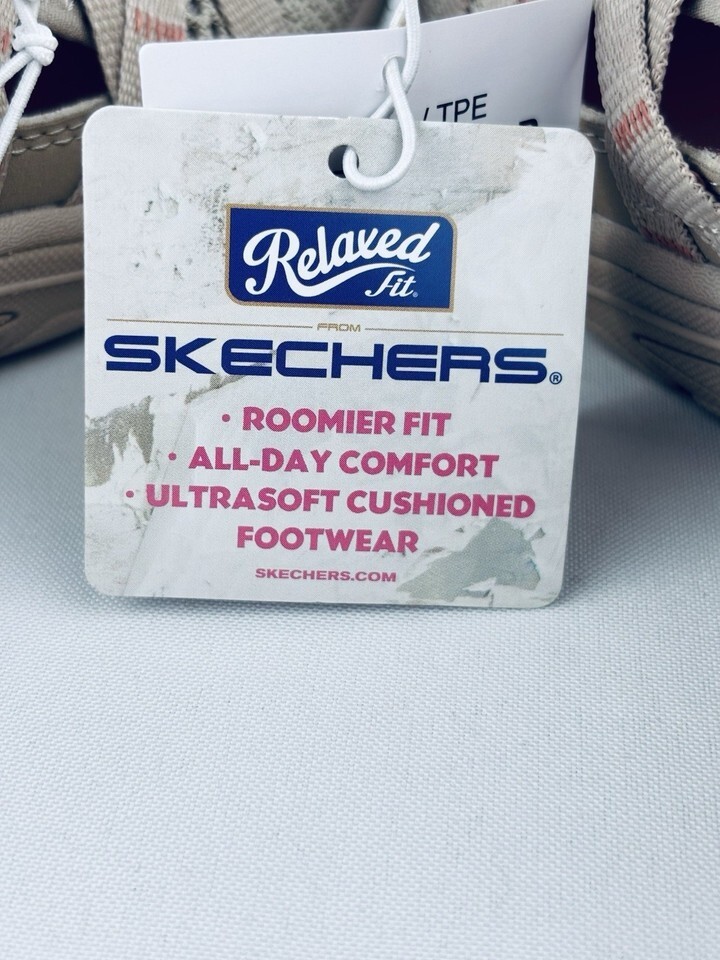 / TPE
Relaxed
Fit®
FROM
SKECHERS®
• ROOMIER FIT
• ALL-DAY COMFORT
• ULTRASOFT CUSHIONED
FOOTWEAR
SKECHERS.COM